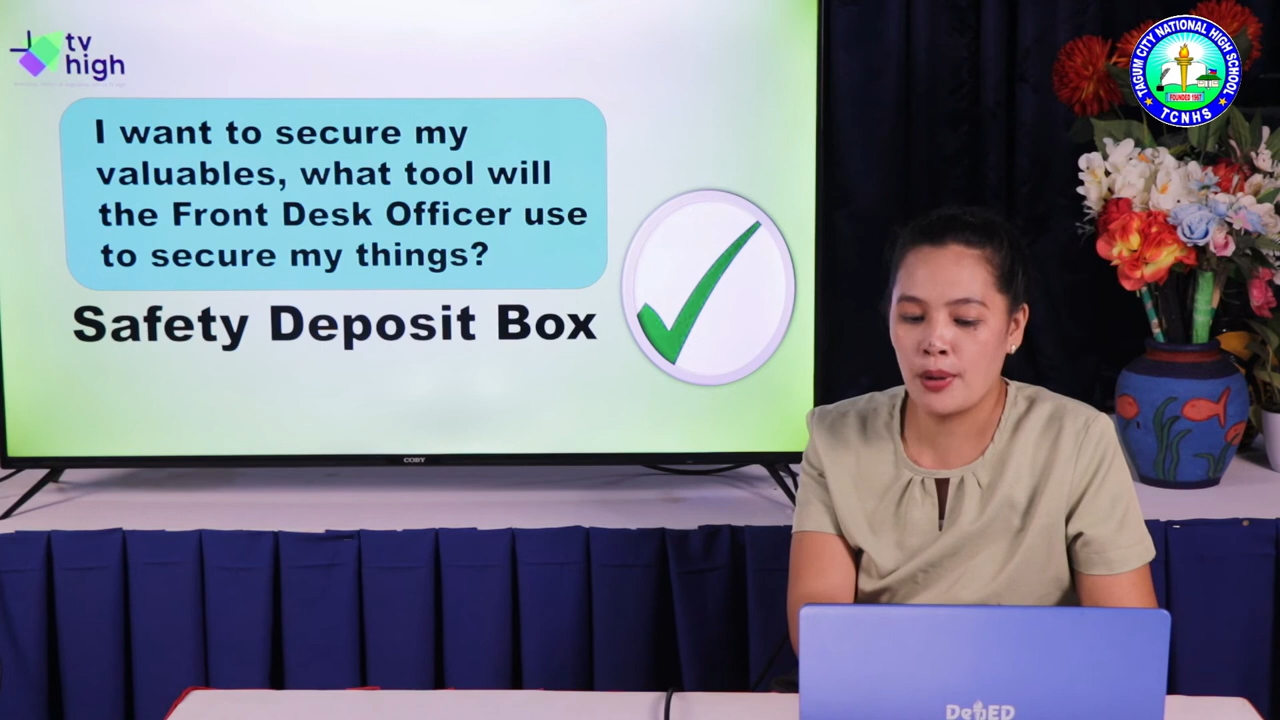 tv
high
I want to secure my
valuables, what tool will
the Front Desk Officer use
to secure my things?
Safety Deposit Box
TAGUM CITY NATIONAL HIGH SCHOOL
FOUNDED 1967
TCNHS
COBY
DepED